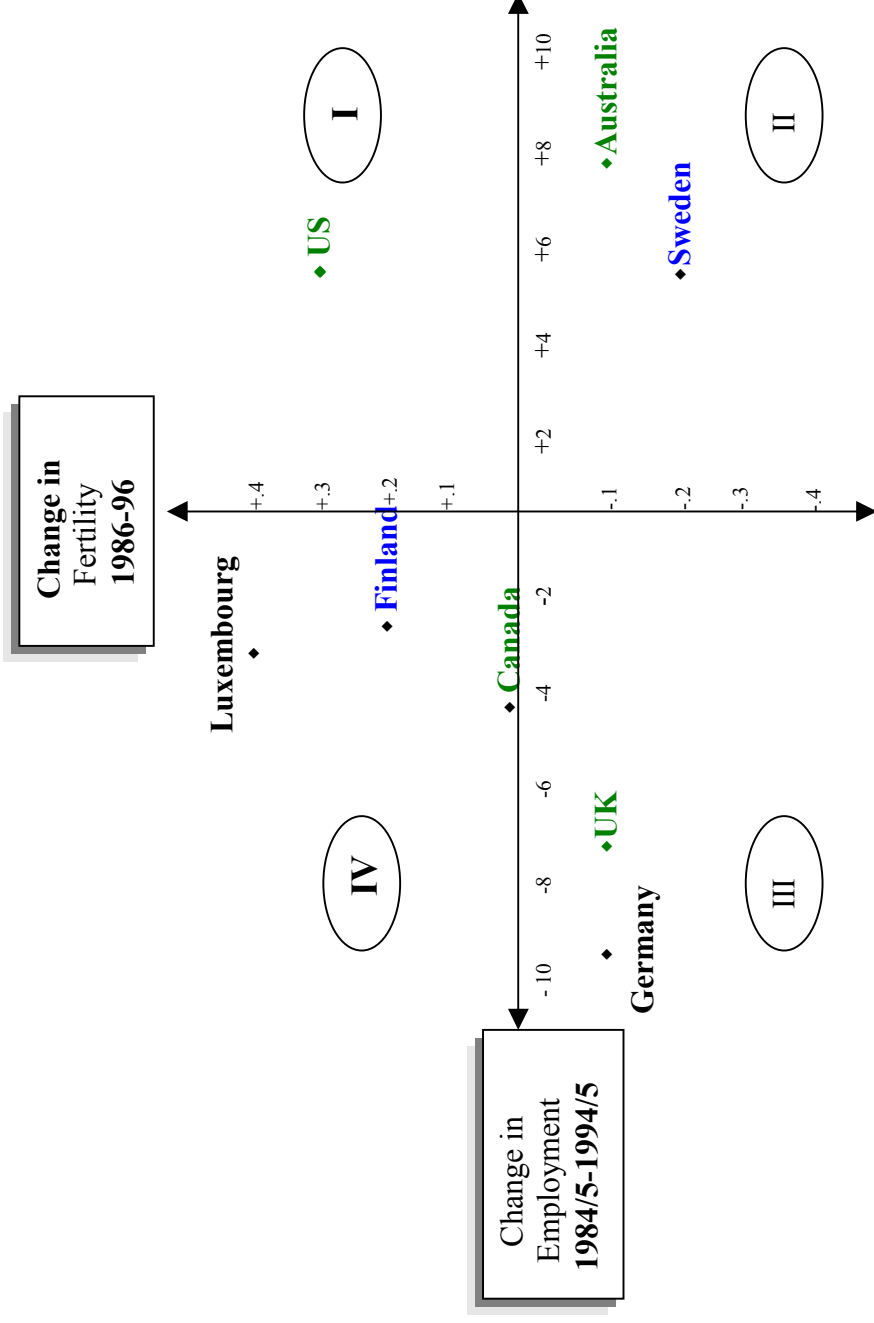 Change in
Fertility
1986-96
Luxembourg
+.4
US
+.3
I
IV
Finland +.2
+.1
Canada
Change in
Employment
1984/5-1994/5
-10 -8 -6 -4 -2 +2 +4 +6 +8 +10
UK
-.1
Australia
Germany
Sweden
-.2
-.3
III
II
-.4